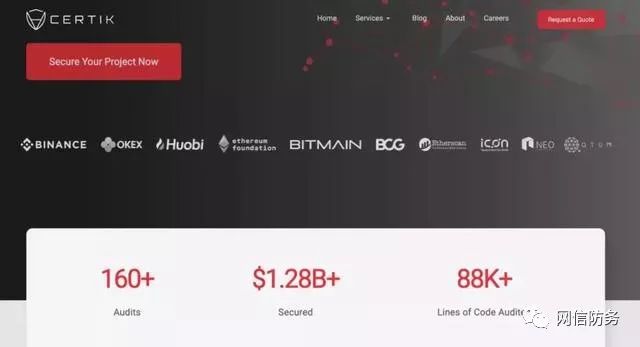 CERTIK
Home Services Blog About Careers Request a Quote
Secure Your Project Now
BINANCE OKEX Huobi ethereum foundation BITMAIN BCG Etherscan icon NEO QTUM
160+ $1.28B+ 88K+
Audits Secured Lines of Code Audite
网信防务